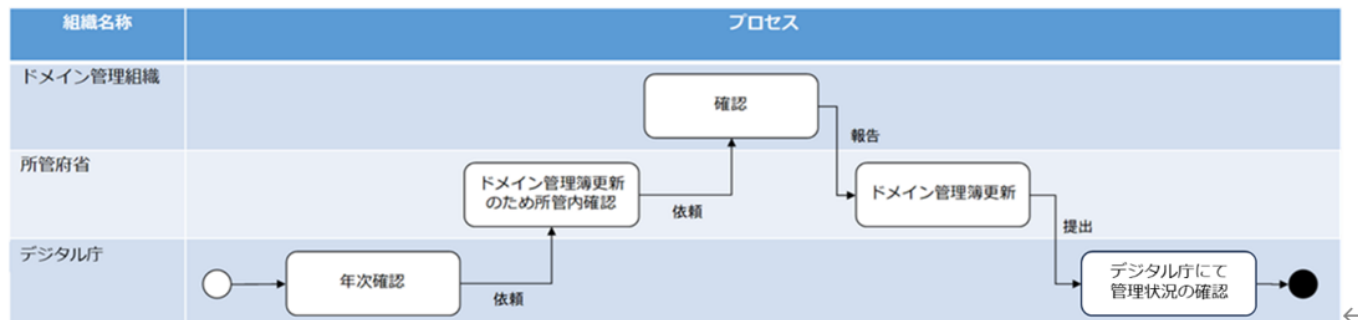 組織名称
プロセス
ドメイン管理組織
確認
報告
所管府省
ドメイン管理簿更新
のため所管内確認
依頼
ドメイン管理簿更新
提出
デジタル庁
年次確認
依頼
デジタル庁にて
管理状況の確認